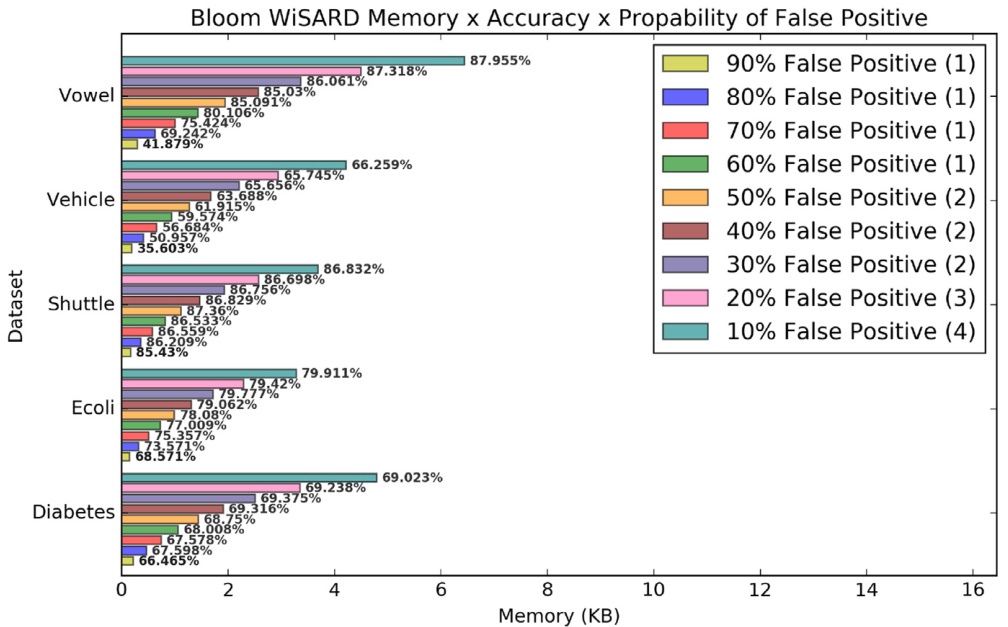 Bloom WiSARD Memory x Accuracy x Propability of False Positive
90% False Positive (1)
80% False Positive (1)
70% False Positive (1)
60% False Positive (1)
50% False Positive (2)
40% False Positive (2)
30% False Positive (2)
20% False Positive (3)
10% False Positive (4)
Dataset
Vowel
87.955%
87.318%
86.061%
85.03%
85.091%
80.106%
75.424%
69.242%
41.879%
Vehicle
66.259%
65.745%
65.656%
63.688%
61.915%
59.574%
56.684%
50.957%
35.603%
Shuttle
86.832%
86.698%
86.756%
86.829%
87.36%
86.533%
86.559%
86.209%
85.43%
Ecoli
79.911%
79.42%
79.777%
79.062%
78.08%
77.009%
75.357%
73.571%
68.571%
Diabetes
69.023%
69.238%
69.375%
69.316%
68.75%
68.008%
67.578%
67.598%
66.465%
0 2 4 6 8 10 12 14 16
Memory (KB)